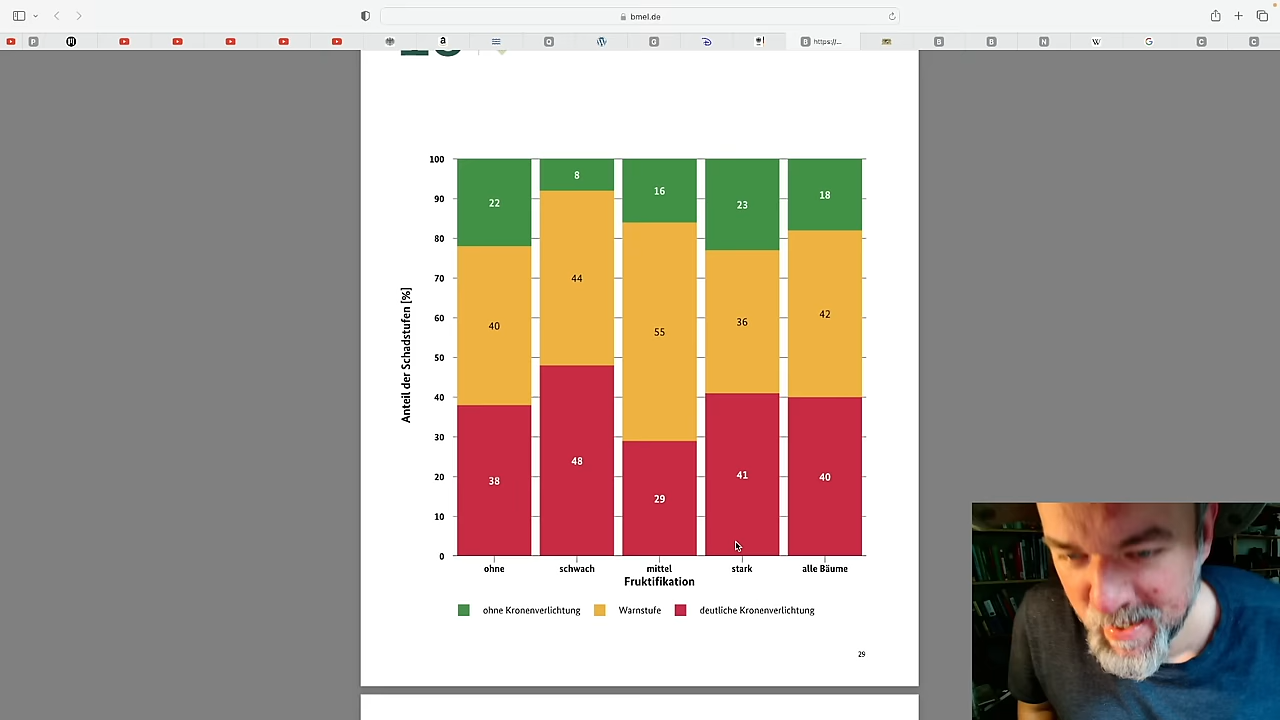 bmel.de
https://...
Anteil der Schadstufen [%]
100
90
80
70
60
50
40
30
20
10
0
22 8 16 23 18
40 44 55 36 42
38 48 29 41 40
ohne schwach mittel stark alle Bäume
Fruktifikation
ohne Kronenverlichtung Warnstufe deutliche Kronenverlichtung
29